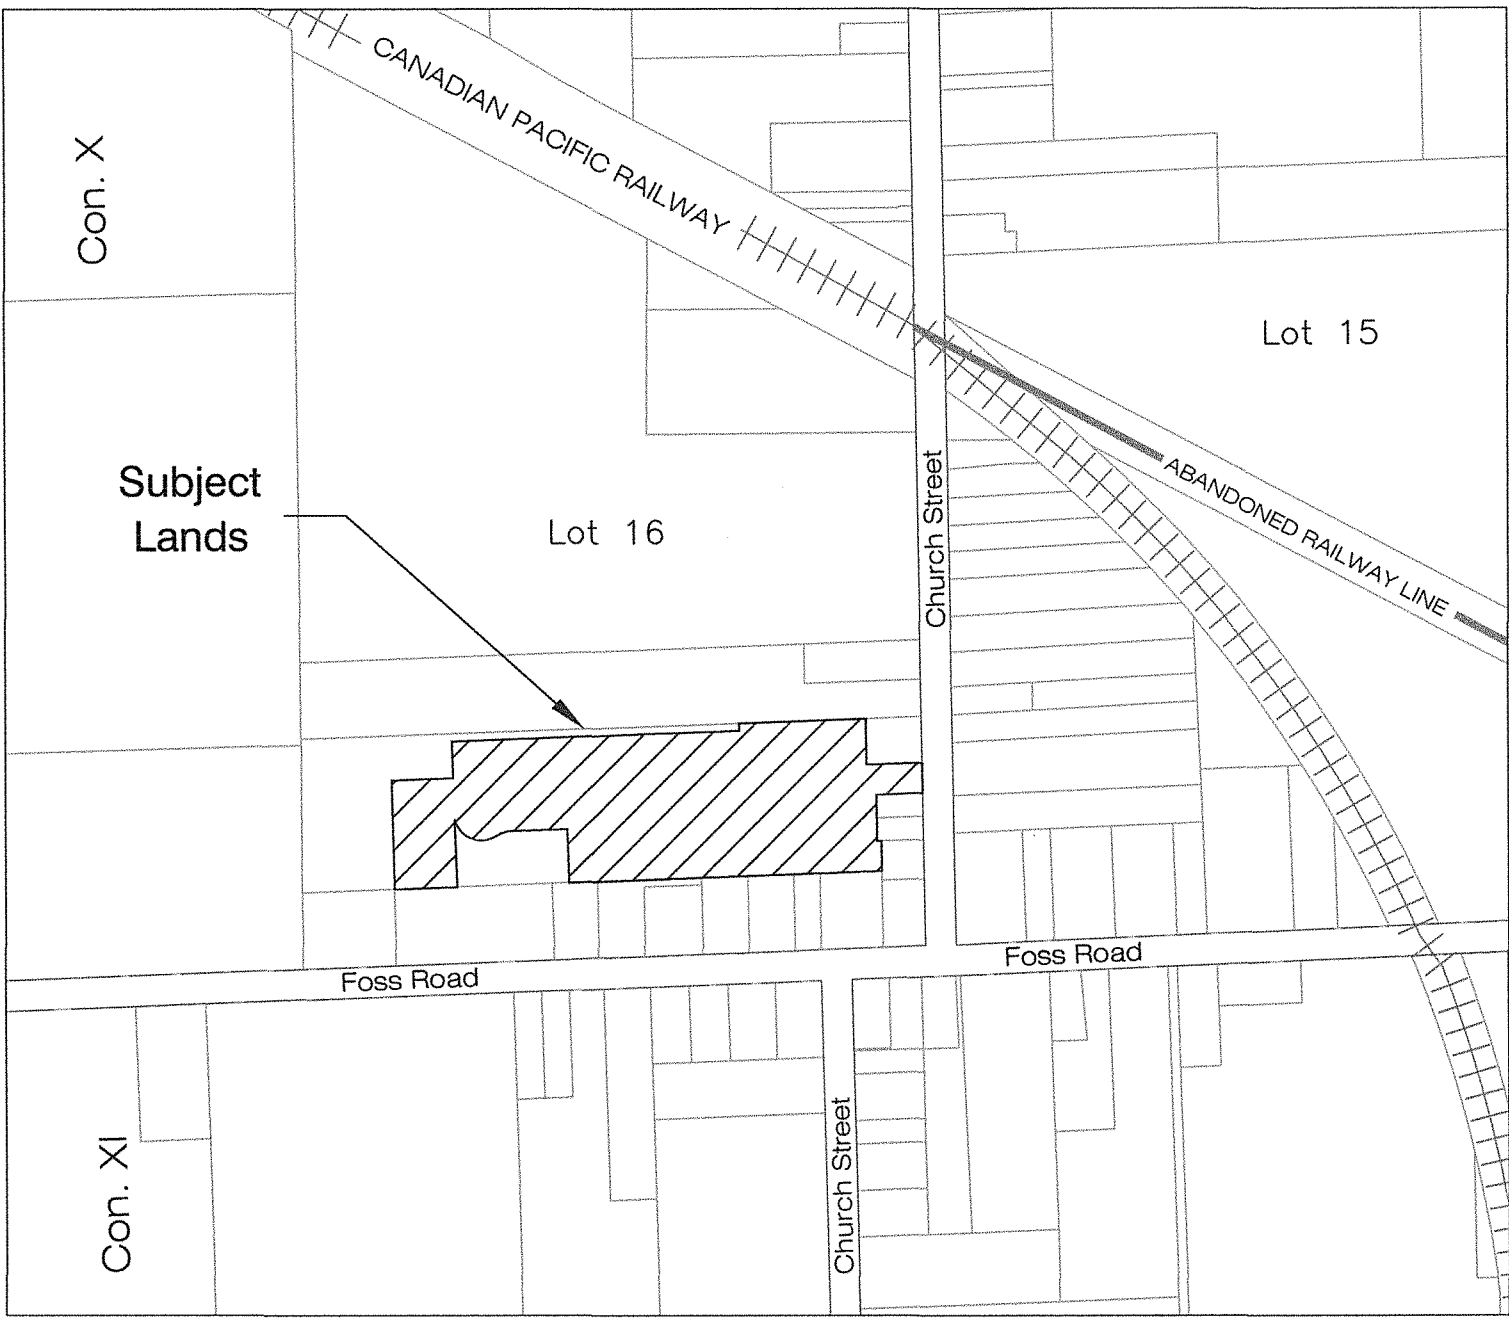 CANADIAN PACIFIC RAILWAY
Con. X
Lot 15
Subject
Lands
Lot 16
Church Street
ABANDONED RAILWAY LINE
Foss Road
Foss Road
Con. XI
Church Street